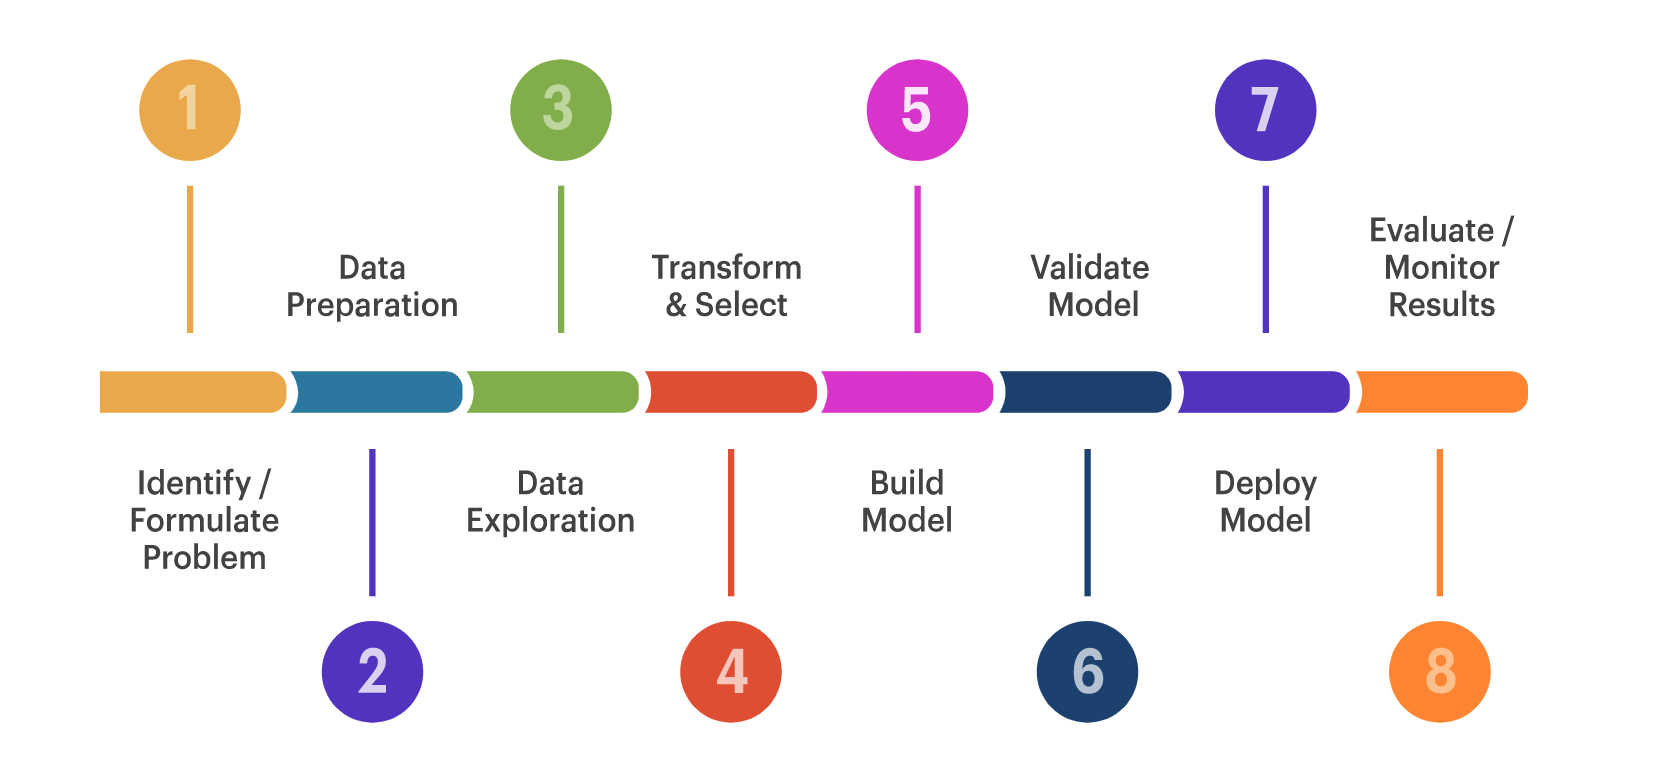 1
Identify /
Formulate
Problem
2
Data
Preparation
3
Data
Exploration
4
Transform
& Select
5
Build
Model
6
Validate
Model
7
Deploy
Model
8
Evaluate /
Monitor
Results